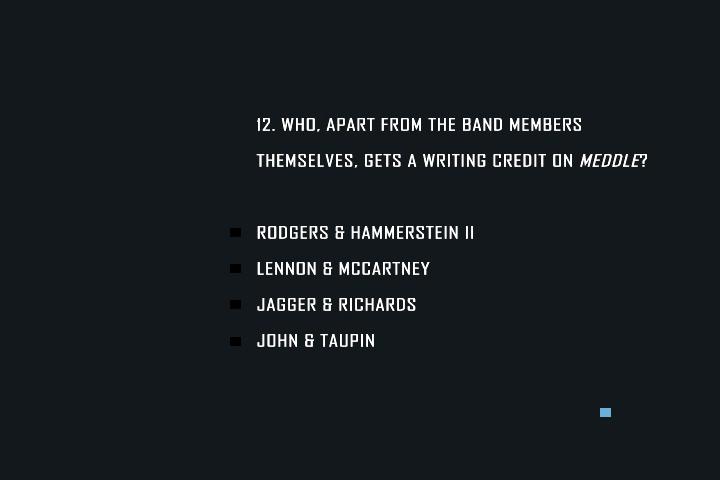 12. WHO, APART FROM THE BAND MEMBERS
THEMSELVES, GETS A WRITING CREDIT ON MEDDLE?
RODGERS & HAMMERSTEIN II
LENNON & MCCARTNEY
JAGGER & RICHARDS
JOHN & TAUPIN